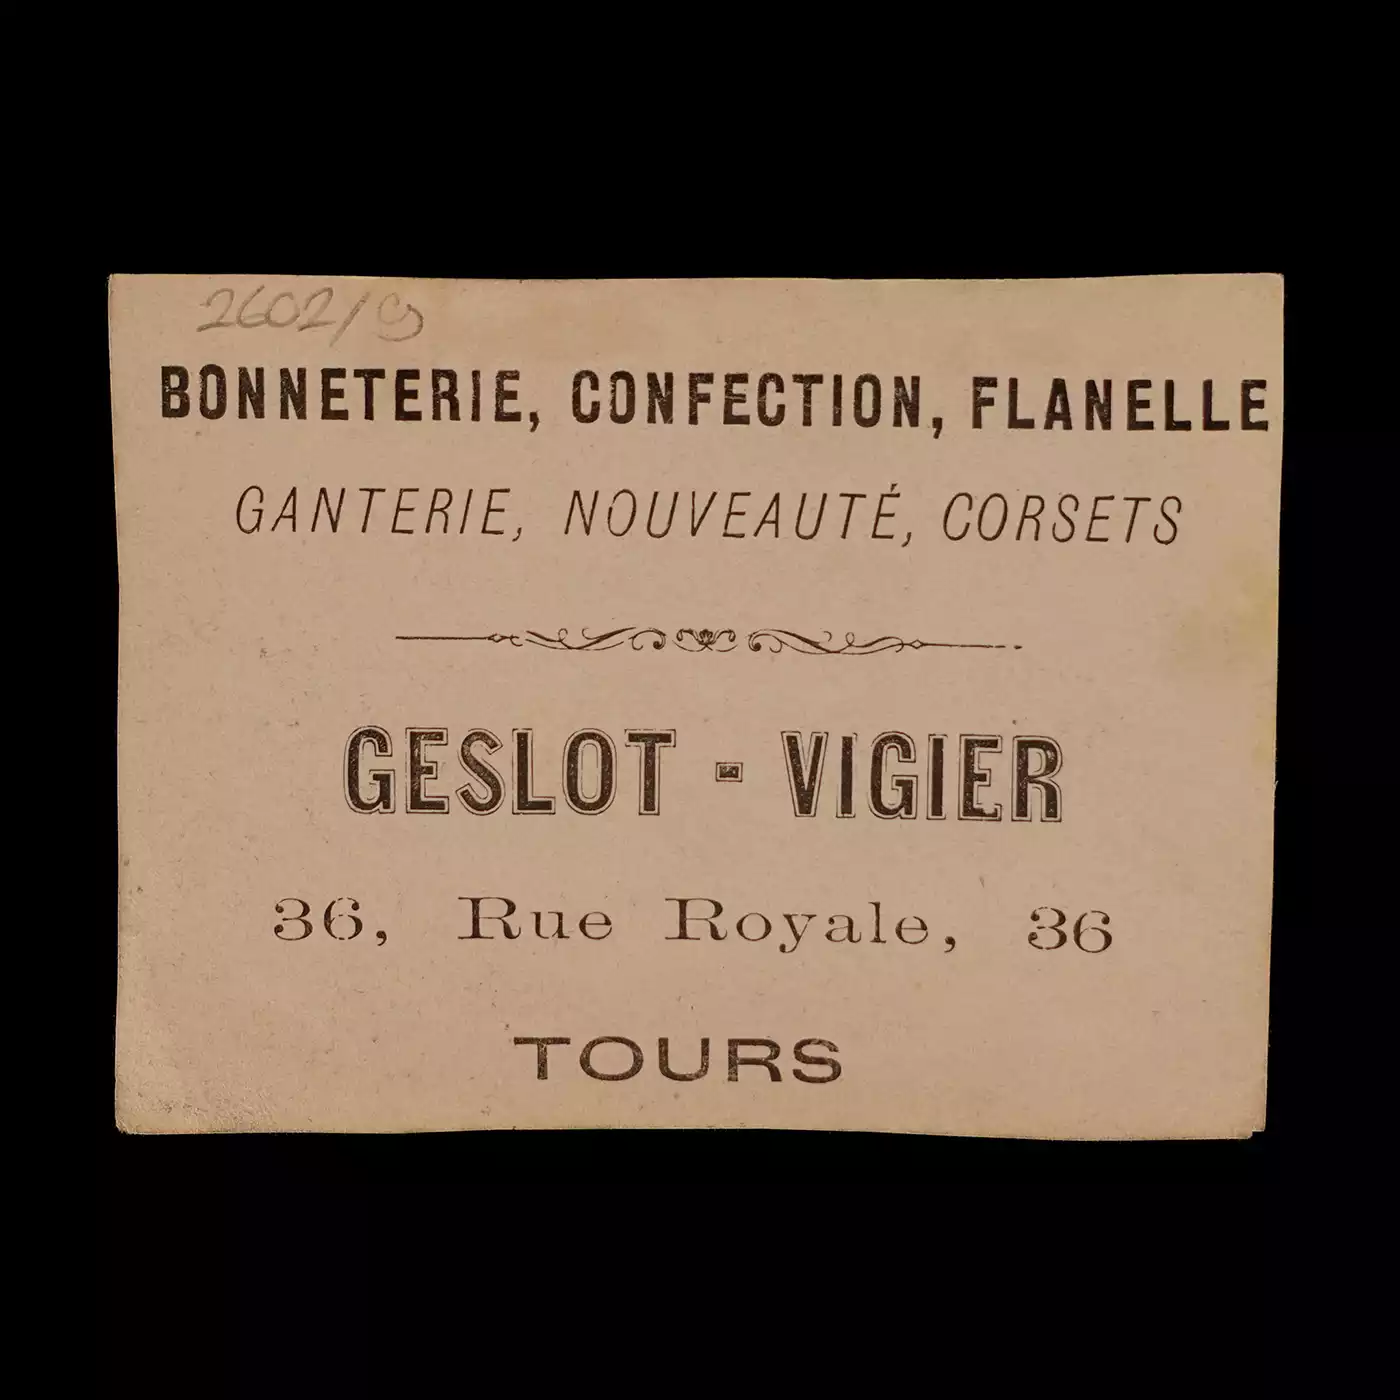 2602/9
BONNETERIE, CONFECTION, FLANELLE
GANTERIE, NOUVEAUTÉ, CORSETS
GESLOT - VIGIER
36, Rue Royale, 36
TOURS